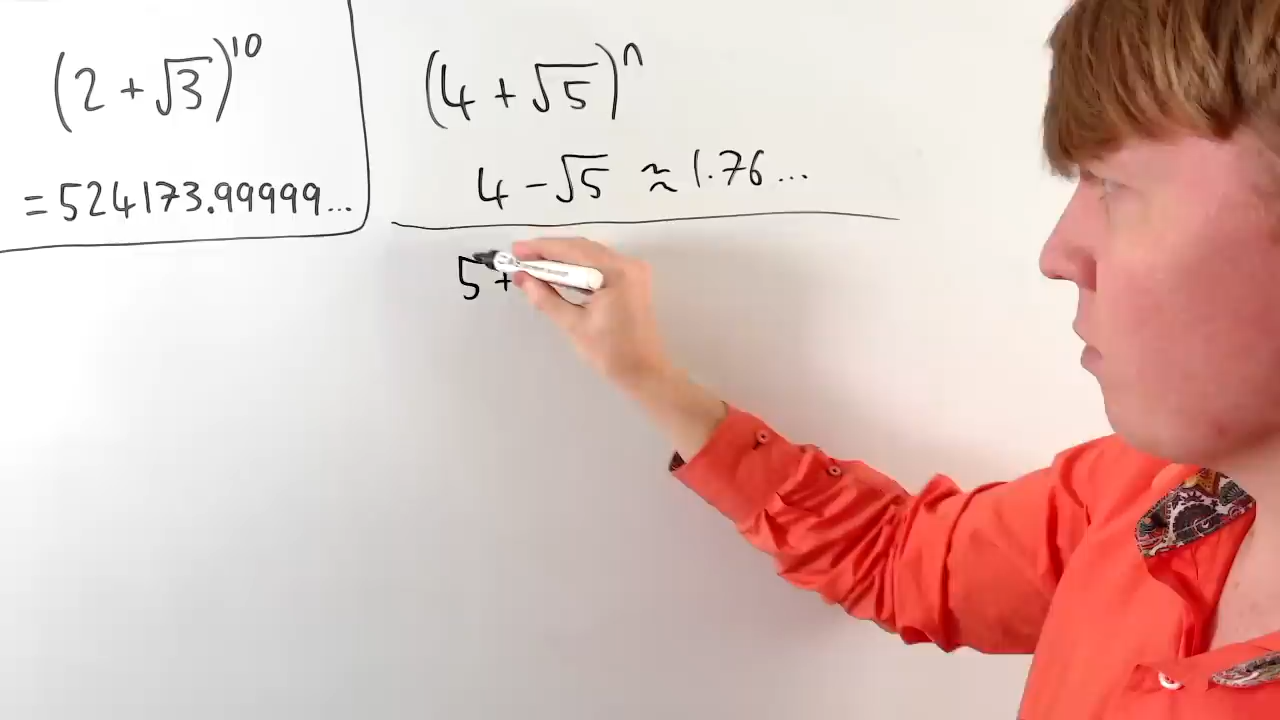 (2 + √3)^10
= 524173.99999...
(4 + √5)^n
4 - √5 ≈ 1.76...
5 +